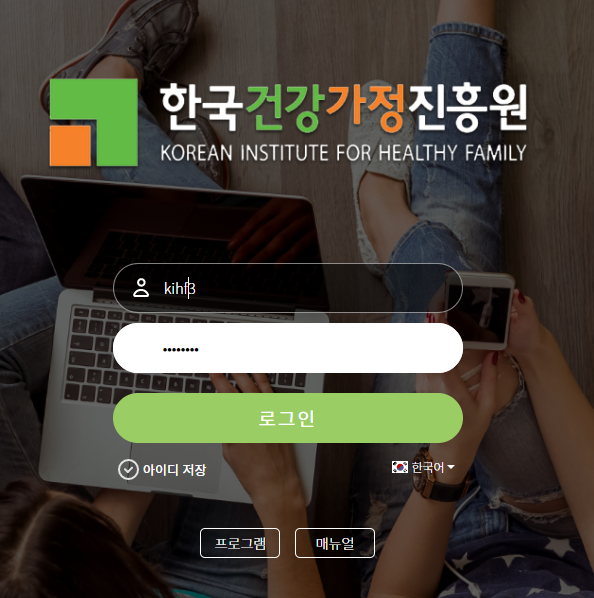 한국건강가정진흥원
KOREAN INSTITUTE FOR HEALTHY FAMILY
kihf3
••••••••
로그인
아이디 저장
한국어
프로그램 매뉴얼